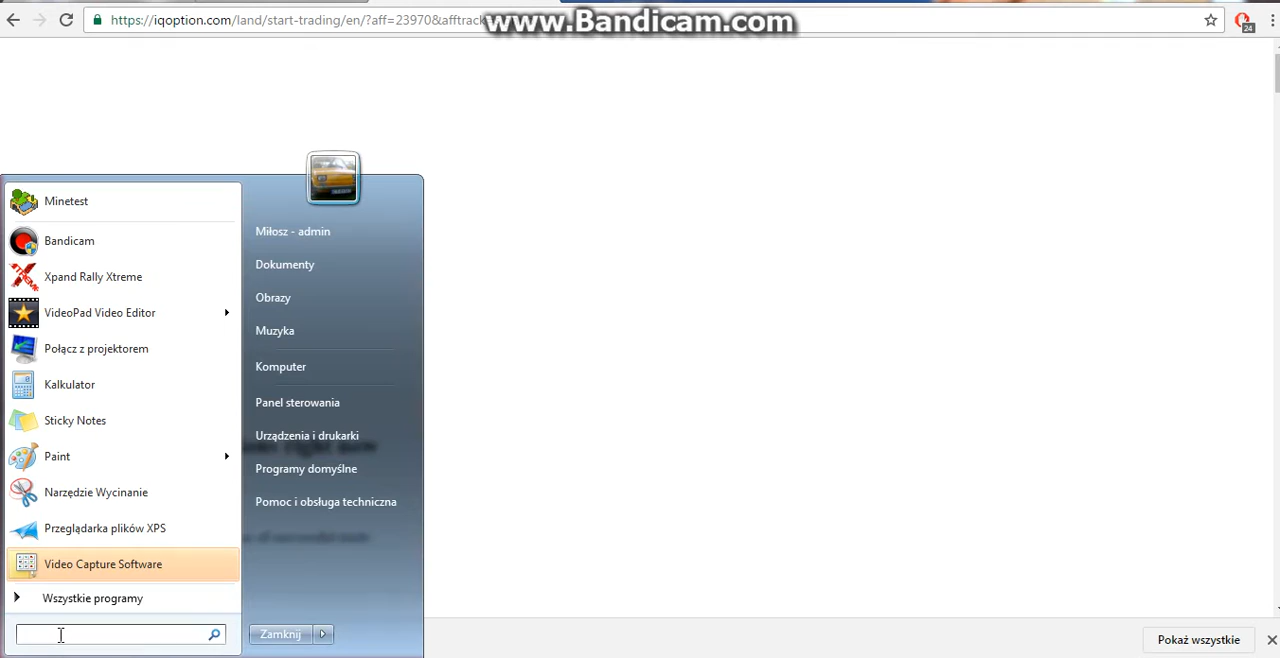 https://iqoption.com/land/start-trading/en/?aff=23970&afftrack
www.Bandicam.com
24
Minetest
Bandicam
Xpand Rally Xtreme
VideoPad Video Editor
Połącz z projektorem
Kalkulator
Sticky Notes
Paint
Narzędzie Wycinanie
Przeglądarka plików XPS
Video Capture Software
Wszystkie programy
Miłosz - admin
Dokumenty
Obrazy
Muzyka
Komputer
Panel sterowania
Urządzenia i drukarki
Programy domyślne
Pomoc i obsługa techniczna
Zamknij
Pokaż wszystkie